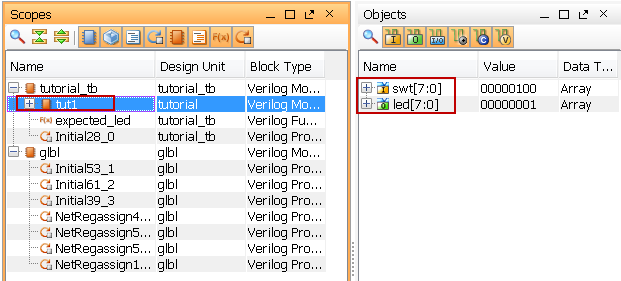 Scopes
Name Design Unit Block Type
tutorial_tb tutorial_tb Verilog Mo...
tut1 tutorial Verilog Mo...
F(x) expected_led tutorial_tb Verilog Fu...
Initial28_0 tutorial_tb Verilog Pro...
glbl glbl Verilog Mo...
Initial53_1 glbl Verilog Pro...
Initial61_2 glbl Verilog Pro...
Initial39_3 glbl Verilog Pro...
NetRegassign4... glbl Verilog Pro...
NetRegassign5... glbl Verilog Pro...
NetRegassign5... glbl Verilog Pro...
NetRegassign1... glbl Verilog Pro...
Objects
Name Value Data T...
swt[7:0] 00000100 Array
led[7:0] 00000001 Array